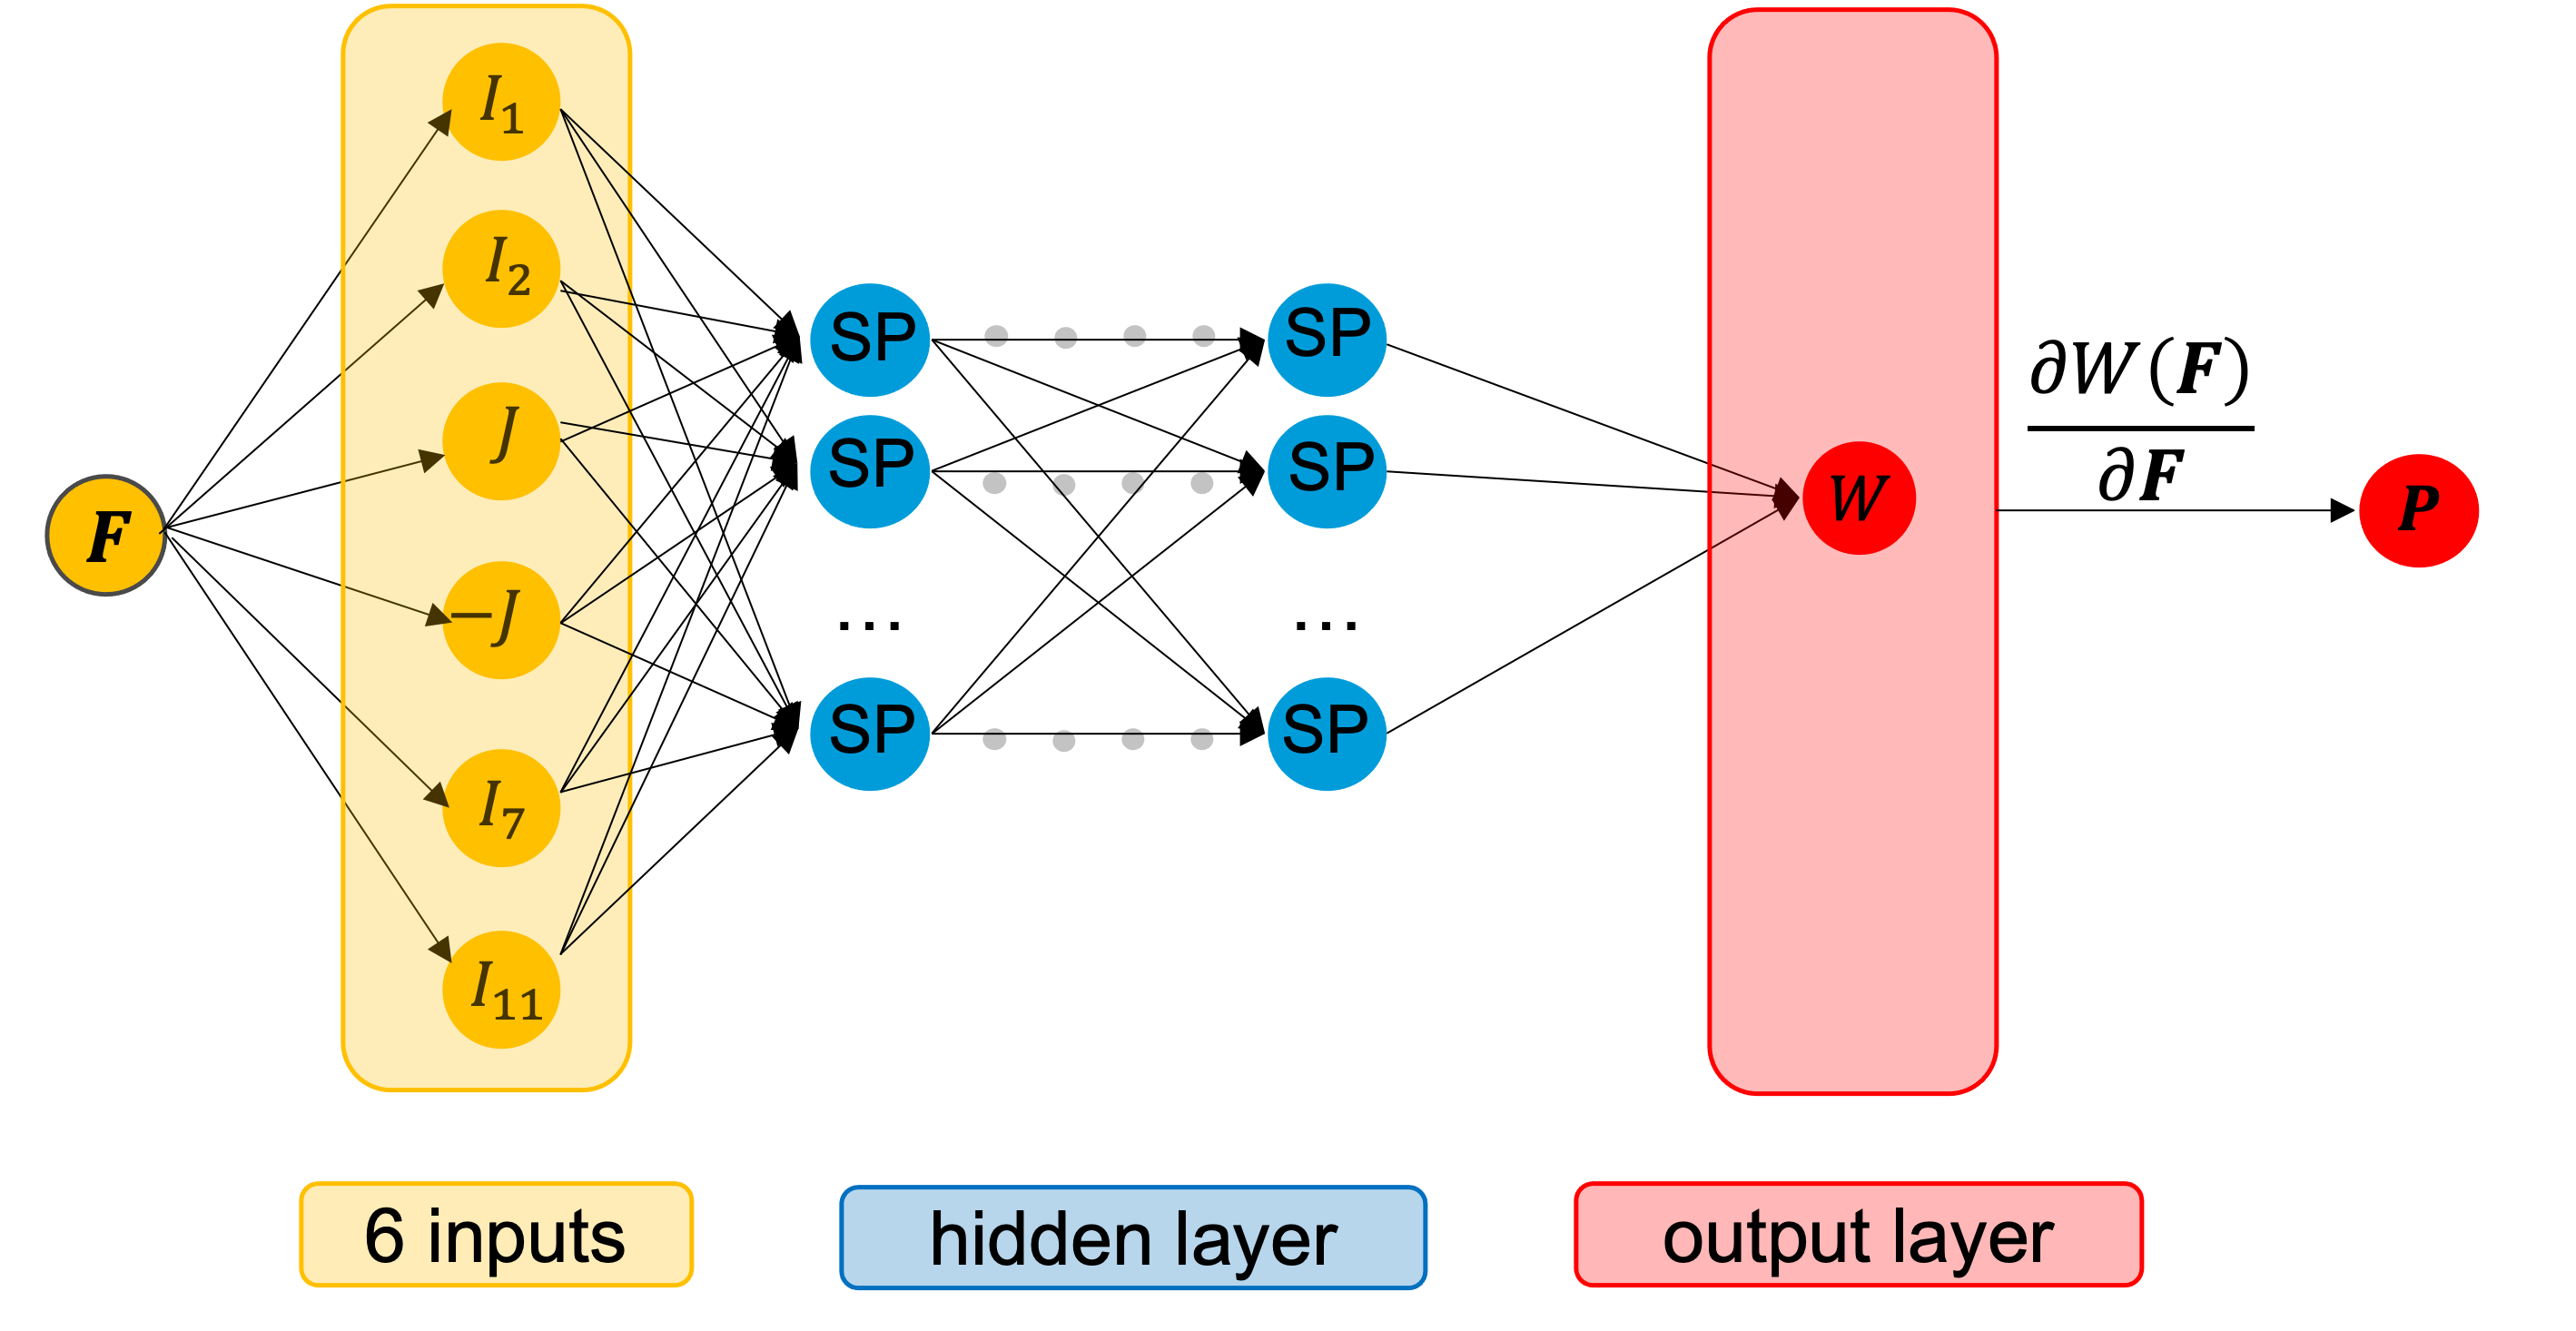 F
I₁
I₂
J
−J
I₇
I₁₁
SP
SP
...
SP
SP
SP
...
SP
W
∂W(F)
∂F
P
6 inputs
hidden layer
output layer